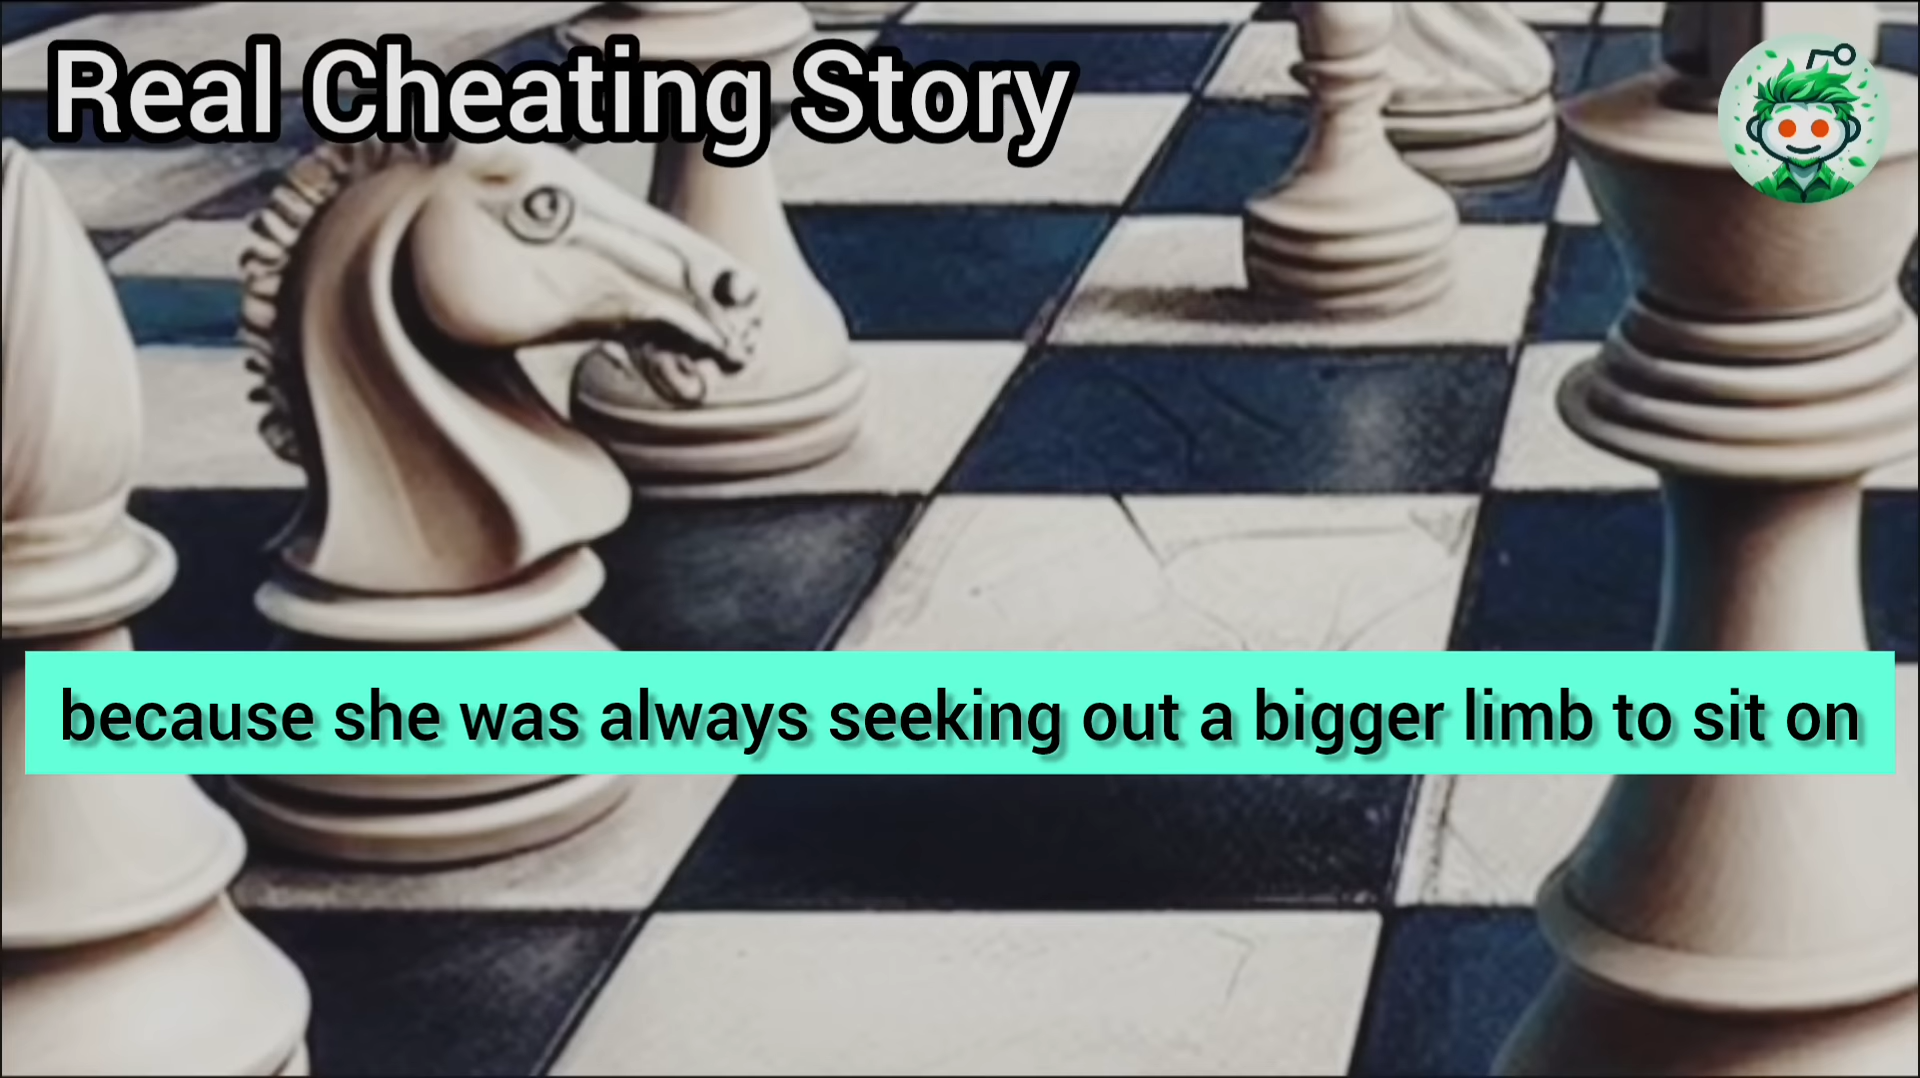 Real Cheating Story
because she was always seeking out a bigger limb to sit on